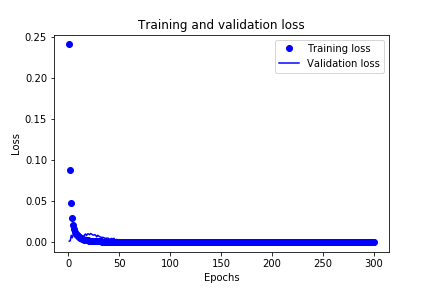 Training and validation loss
0.25
0.20
0.15
0.10
0.05
0.00
Loss
Training loss
Validation loss
0 50 100 150 200 250 300
Epochs